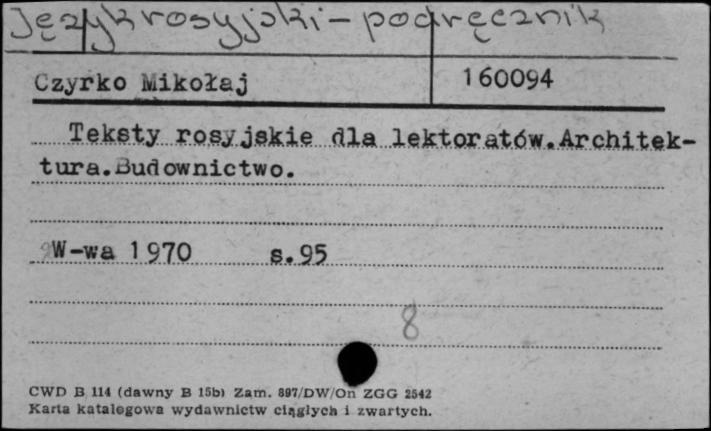 Język rosyjski - podręcznik
Czyrko Mikołaj 160094
Teksty rosyjskie dla lektoratów.Architek-
tura.Budownictwo.
W-wa 1970 s.95
8
CWD B 114 (dawny B 15b) Zam. 897/DW/On ZGG 2542
Karta katalogowa wydawnictw ciągłych i zwartych.